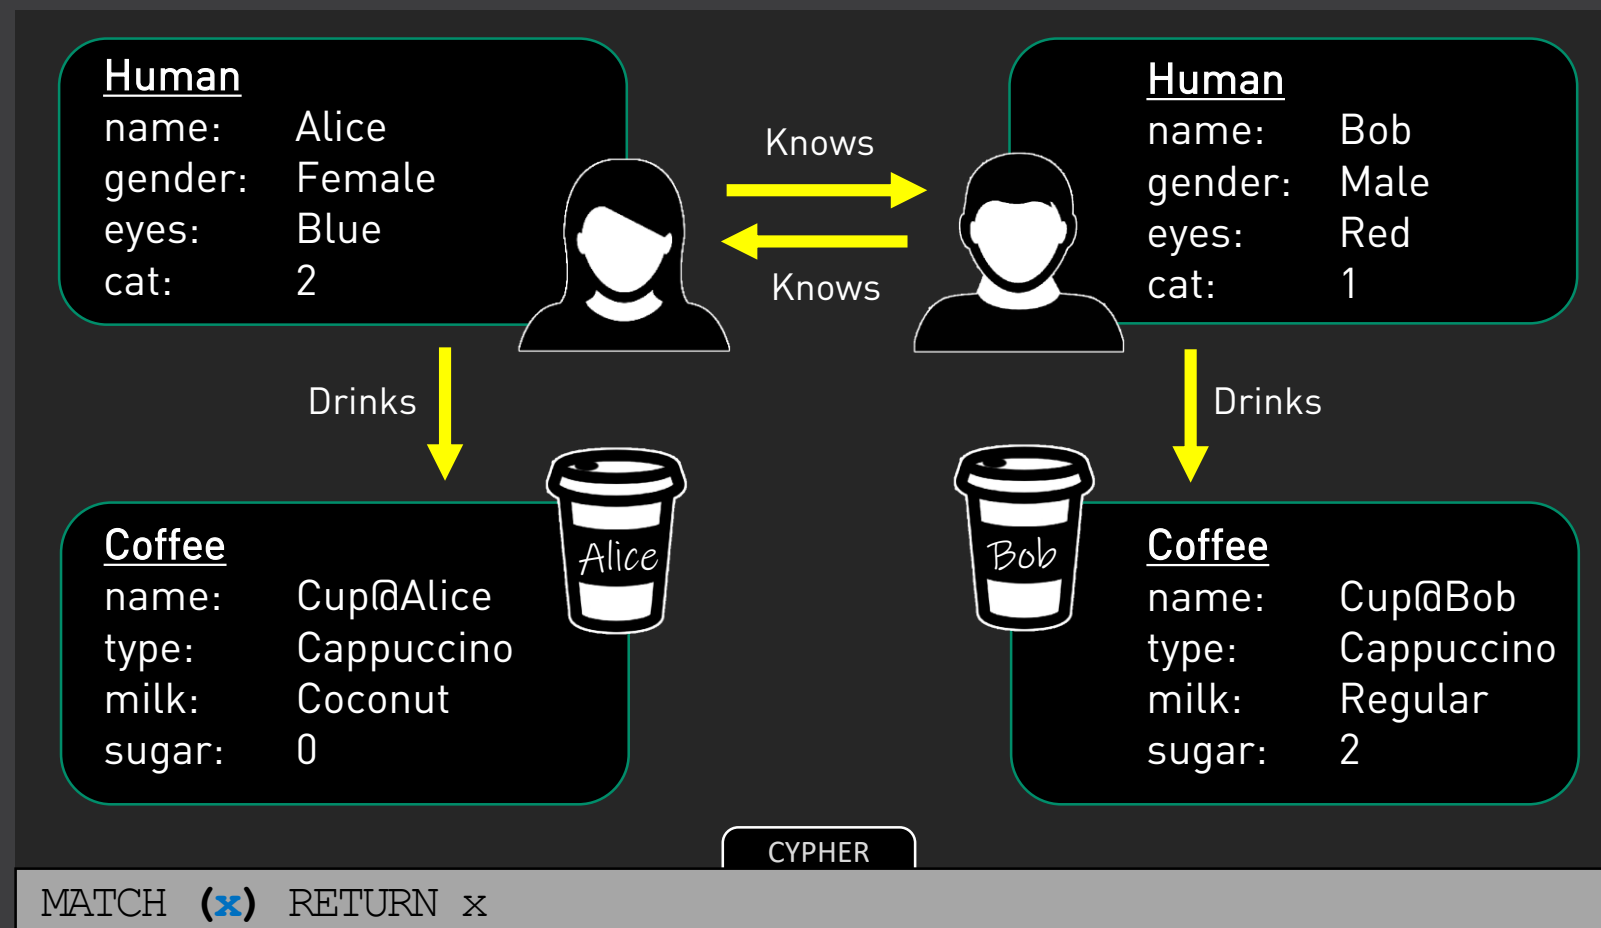 Human
name: Alice
gender: Female
eyes: Blue
cat: 2
Knows
Knows
Human
name: Bob
gender: Male
eyes: Red
cat: 1
Drinks
Drinks
Coffee
name: Cup@Alice
type: Cappuccino
milk: Coconut
sugar: 0
Alice
Bob
Coffee
name: Cup@Bob
type: Cappuccino
milk: Regular
sugar: 2
CYPHER
MATCH (x) RETURN x